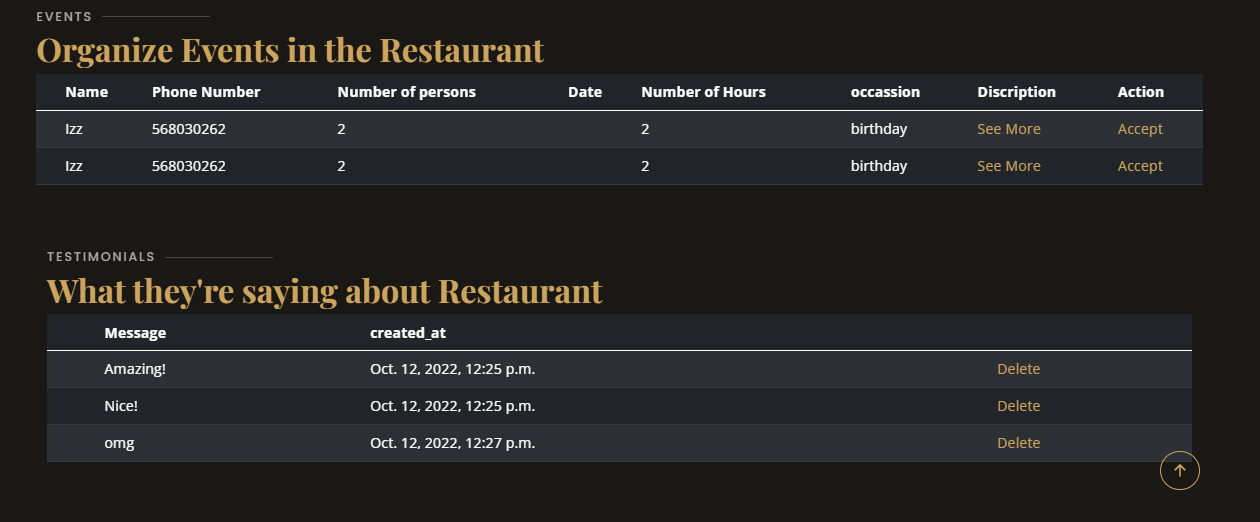 EVENTS
Organize Events in the Restaurant
Name Phone Number Number of persons Date Number of Hours occassion Discription Action
Izz 568030262 2 2 birthday See More Accept
Izz 568030262 2 2 birthday See More Accept
TESTIMONIALS
What they're saying about Restaurant
Message created_at
Amazing! Oct. 12, 2022, 12:25 p.m. Delete
Nice! Oct. 12, 2022, 12:25 p.m. Delete
omg Oct. 12, 2022, 12:27 p.m. Delete